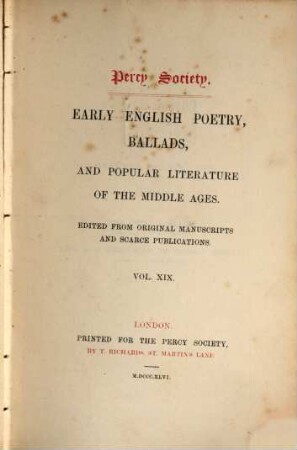 Percy Society.
EARLY ENGLISH POETRY,
BALLADS,
AND POPULAR LITERATURE
OF THE MIDDLE AGES.
EDITED FROM ORIGINAL MANUSCRIPTS
AND SCARCE PUBLICATIONS.
VOL. XIX.
LONDON.
PRINTED FOR THE PERCY SOCIETY,
BY T. RICHARDS, ST. MARTIN'S LANE
M.DCCC.XLVI.